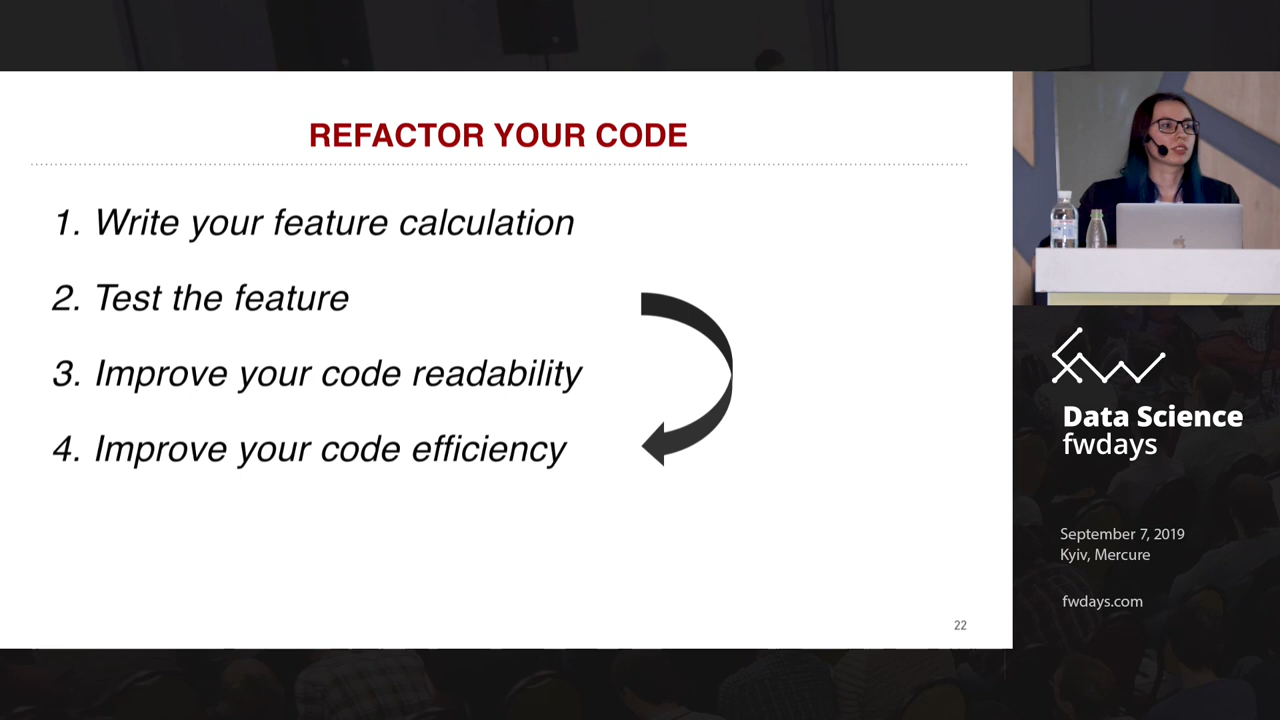 REFACTOR YOUR CODE
1. Write your feature calculation
2. Test the feature
3. Improve your code readability
4. Improve your code efficiency
22
Data Science
fwdays
September 7, 2019
Kyiv, Mercure
fwdays.com